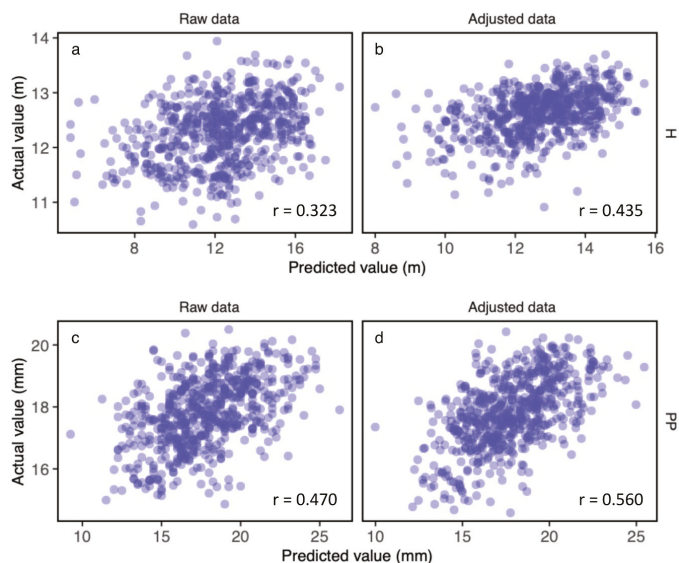 Raw data
Adjusted data
a
b
14
13
12
11
Actual value (m)
r = 0.323
r = 0.435
H
8
12
16
8
10
12
14
16
Predicted value (m)
Raw data
Adjusted data
c
d
20
18
16
Actual value (mm)
r = 0.470
r = 0.560
PP
10
15
20
25
10
15
20
25
Predicted value (mm)